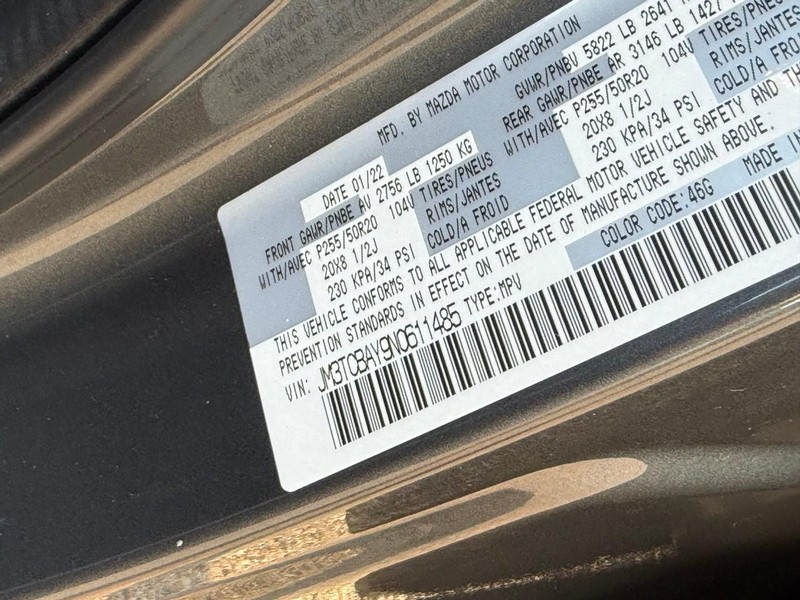 MFD. BY MAZDA MOTOR CORPORATION
DATE 01/22 GVWR/PNBV 5822 LB 2641
FRONT GAWR/PNBE AV 2756 LB 1250 KG REAR GAWR/PNBE AR 3146 LB 1427
WITH/AVEC P255/50R20 104V TIRES/PNEUS WITH/AVEC P255/50R20 104V TIRES/PNEUS
20X8 1/2J RIMS/JANTES 20X8 1/2J RIMS/JANTES
230 KPA/34 PSI COLD/A FROID 230 KPA/34 PSI COLD/A FROID
THIS VEHICLE CONFORMS TO ALL APPLICABLE FEDERAL MOTOR VEHICLE SAFETY AND
PREVENTION STANDARDS IN EFFECT ON THE DATE OF MANUFACTURE SHOWN ABOVE.
VIN: JM3TCBAY9N0611485 TYPE:MPV COLOR CODE:46G MADE IN